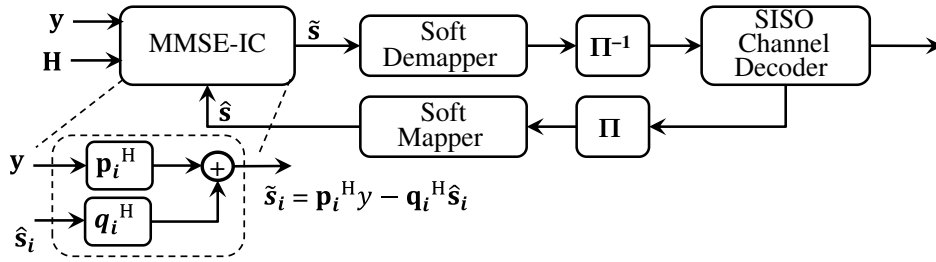 y
H
MMSE-IC
s̃
Soft
Demapper
Π⁻¹
SISO
Channel
Decoder
ŝ
Soft
Mapper
Π
y
pᵢᴴ
+
s̃ᵢ = pᵢᴴy − qᵢᴴŝᵢ
ŝᵢ
qᵢᴴ